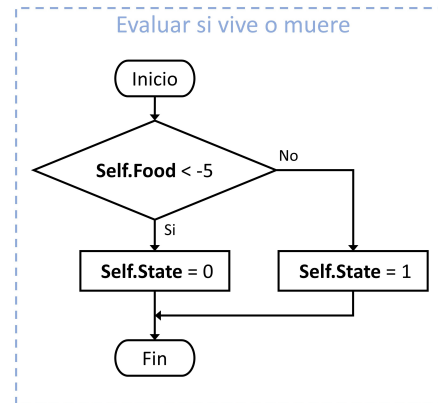 Evaluar si vive o muere
Inicio
Self.Food < -5
No
Si
Self.State = 0
Self.State = 1
Fin